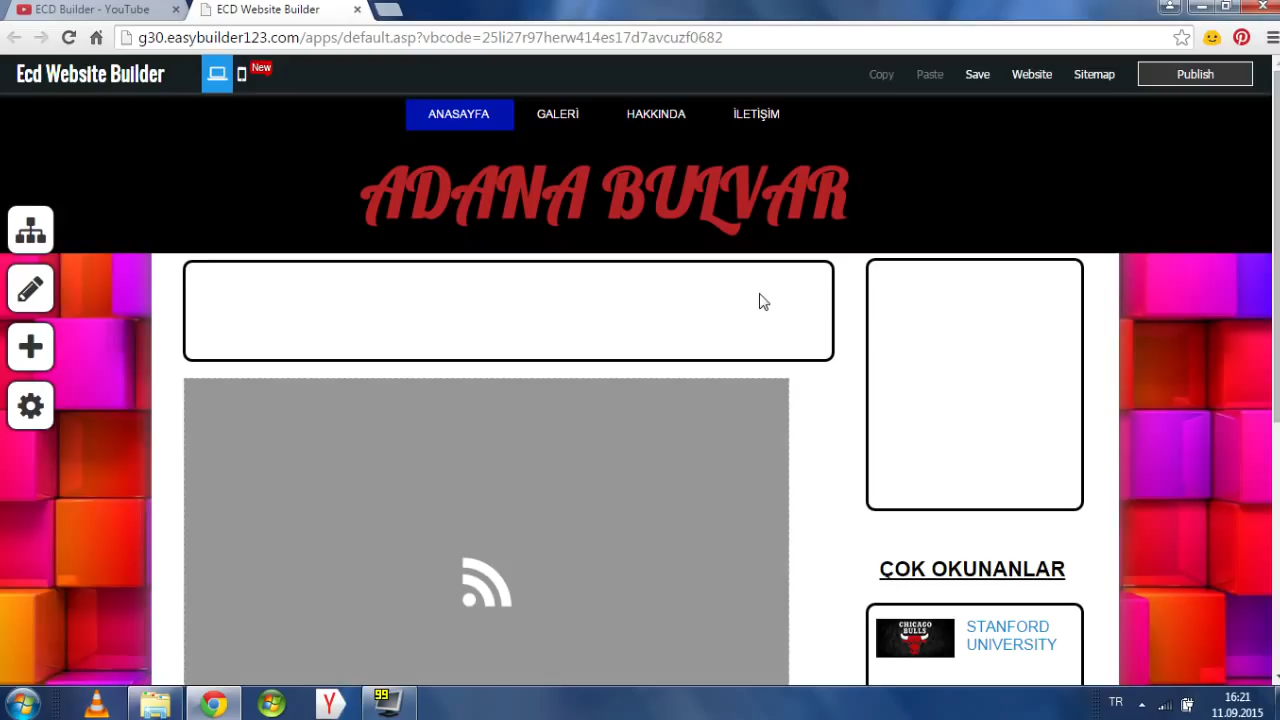 ECD Builder - YouTube
ECD Website Builder
g30.easybuilder123.com/apps/default.asp?vbcode=25li27r97herw414es17d7avcuzf0682
Ecd Website Builder
New
Copy
Paste
Save
Website
Sitemap
Publish
ANASAYFA
GALERİ
HAKKINDA
İLETİŞİM
ADANA BULVAR
ÇOK OKUNANLAR
CHICAGO
BULLS
STANFORD
UNIVERSITY
99
TR
16:21
11.09.2015